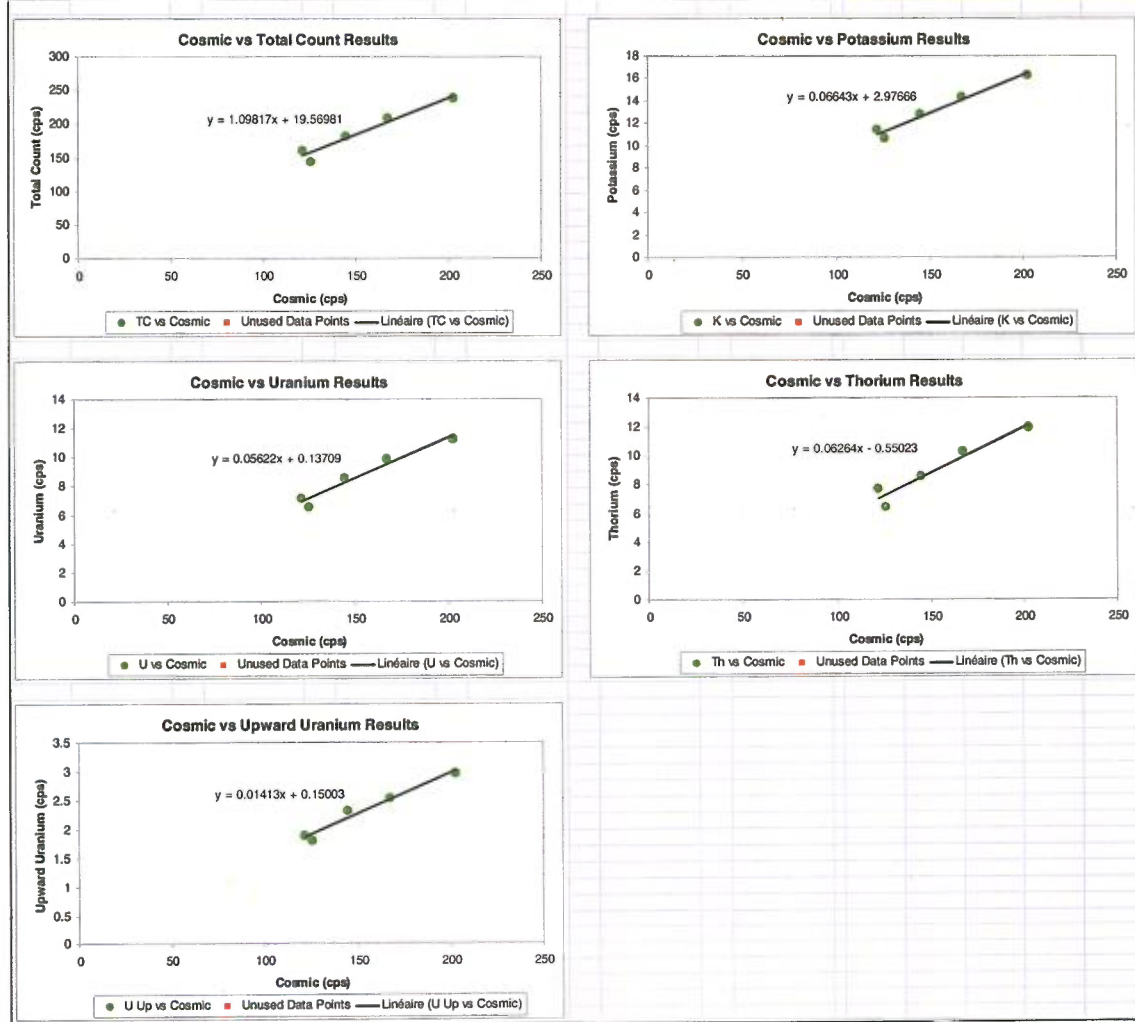 Cosmic vs Total Count Results
300
250
200
150
100
50
0
Total Count (cps)
y = 1.09817x + 19.56981
0 50 100 150 200 250
Cosmic (cps)
TC vs Cosmic Unused Data Points Linéaire (TC vs Cosmic)
Cosmic vs Potassium Results
18
16
14
12
10
8
6
4
2
0
Potassium (cps)
y = 0.06643x + 2.97666
0 50 100 150 200 250
Cosmic (cps)
K vs Cosmic Unused Data Points Linéaire (K vs Cosmic)
Cosmic vs Uranium Results
14
12
10
8
6
4
2
0
Uranium (cps)
y = 0.05622x + 0.13709
0 50 100 150 200 250
Cosmic (cps)
U vs Cosmic Unused Data Points Linéaire (U vs Cosmic)
Cosmic vs Thorium Results
14
12
10
8
6
4
2
0
Thorium (cps)
y = 0.06264x - 0.55023
0 50 100 150 200 250
Cosmic (cps)
Th vs Cosmic Unused Data Points Linéaire (Th vs Cosmic)
Cosmic vs Upward Uranium Results
3.5
3
2.5
2
1.5
1
0.5
0
Upward Uranium (cps)
y = 0.01413x + 0.15003
0 50 100 150 200 250
Cosmic (cps)
U Up vs Cosmic Unused Data Points Linéaire (U Up vs Cosmic)